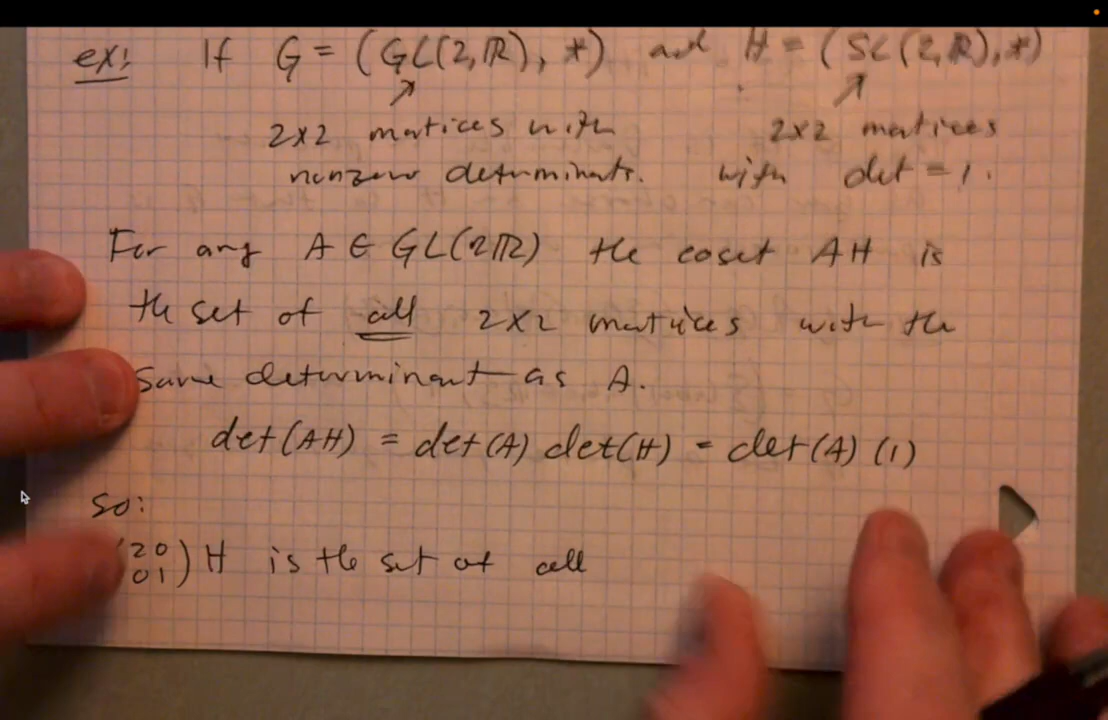 ex: If G = (GL(2,ℝ), *) and H = (SL(2,ℝ),*)
2x2 matrices with 2x2 matrices
nonzero determinants. with det = 1.
For any A ∈ GL(2ℝ) the coset AH is
the set of all 2x2 matrices with the
same determinant as A.
det(AH) = det(A) det(H) = det(A) (1)
so:
(2 0
0 1) H is the set of all